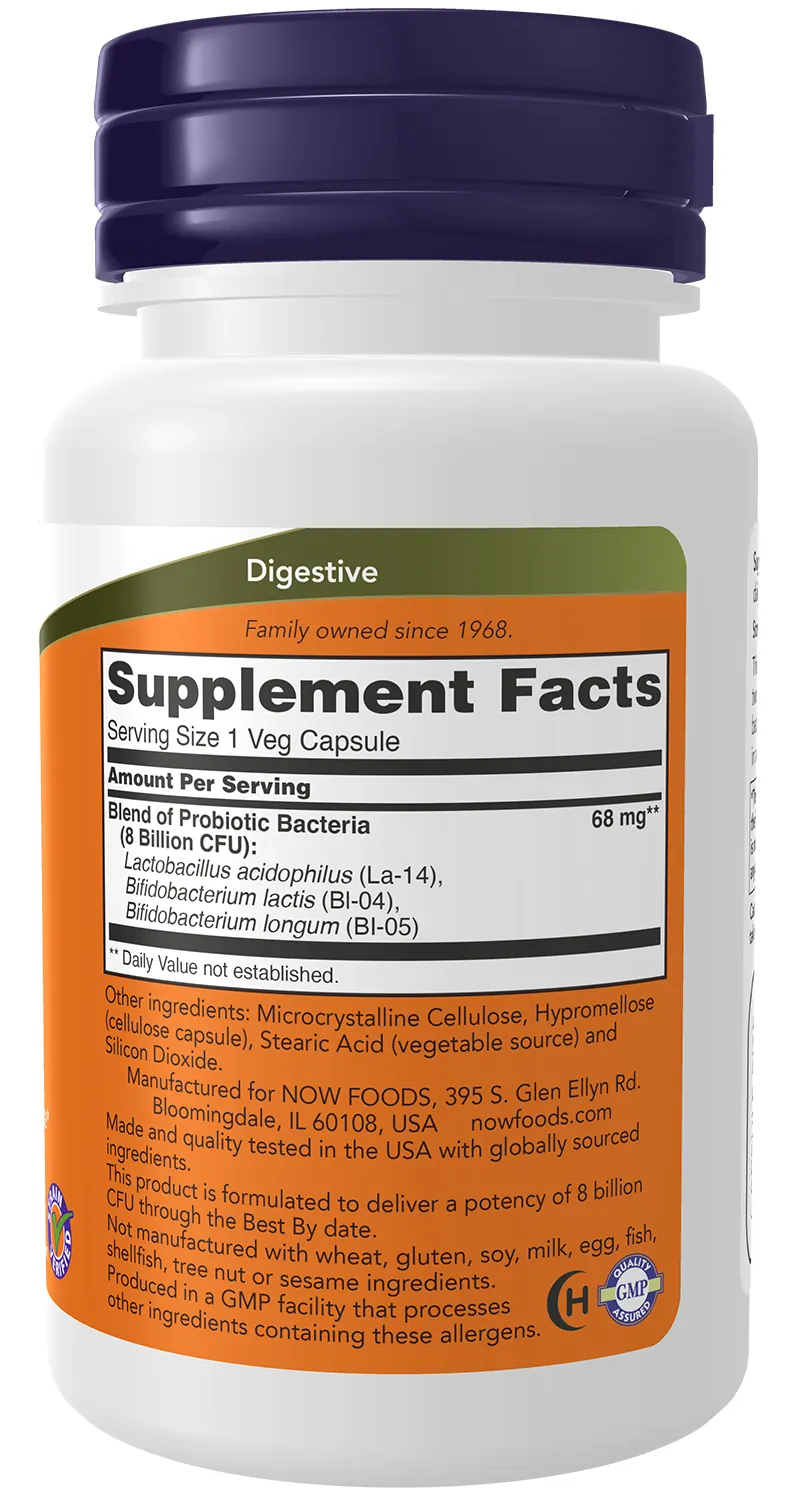 Digestive
Family owned since 1968.
Supplement Facts
Serving Size 1 Veg Capsule
Amount Per Serving
Blend of Probiotic Bacteria 68 mg**
(8 Billion CFU):
Lactobacillus acidophilus (La-14),
Bifidobacterium lactis (Bl-04),
Bifidobacterium longum (Bl-05)
** Daily Value not established.
Other ingredients: Microcrystalline Cellulose, Hypromellose
(cellulose capsule), Stearic Acid (vegetable source) and
Silicon Dioxide.
Manufactured for NOW FOODS, 395 S. Glen Ellyn Rd.
Bloomingdale, IL 60108, USA nowfoods.com
Made and quality tested in the USA with globally sourced
ingredients.
This product is formulated to deliver a potency of 8 billion
CFU through the Best By date.
Not manufactured with wheat, gluten, soy, milk, egg, fish,
shellfish, tree nut or sesame ingredients.
Produced in a GMP facility that processes
other ingredients containing these allergens.
H
QUALITY
GMP
ASSURED